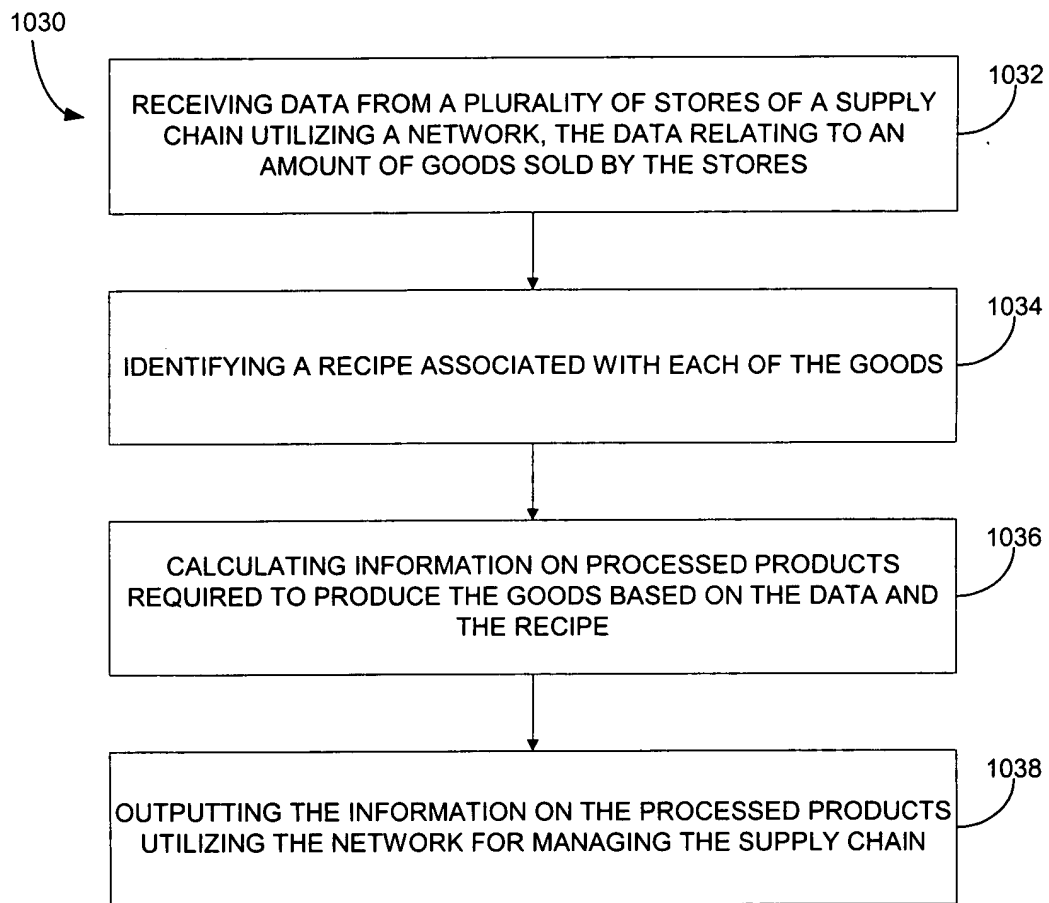 1030
1032
RECEIVING DATA FROM A PLURALITY OF STORES OF A SUPPLY
CHAIN UTILIZING A NETWORK, THE DATA RELATING TO AN
AMOUNT OF GOODS SOLD BY THE STORES
1034
IDENTIFYING A RECIPE ASSOCIATED WITH EACH OF THE GOODS
1036
CALCULATING INFORMATION ON PROCESSED PRODUCTS
REQUIRED TO PRODUCE THE GOODS BASED ON THE DATA AND
THE RECIPE
1038
OUTPUTTING THE INFORMATION ON THE PROCESSED PRODUCTS
UTILIZING THE NETWORK FOR MANAGING THE SUPPLY CHAIN